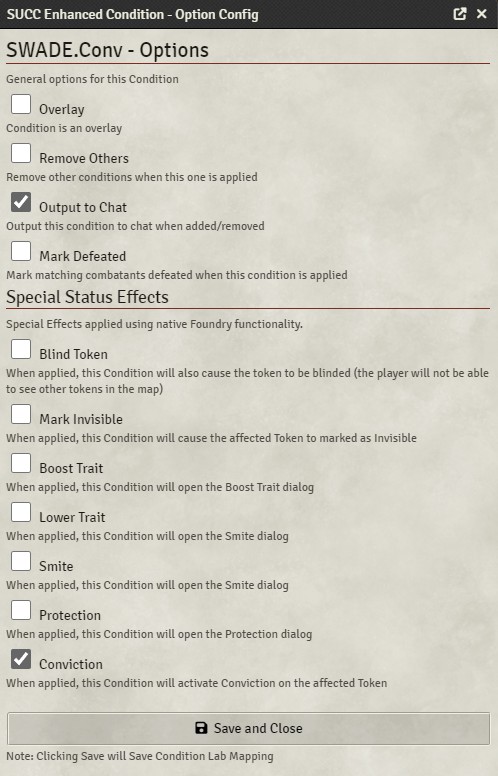 SUCC Enhanced Condition - Option Config
SWADE.Conv - Options
General options for this Condition
Overlay
Condition is an overlay
Remove Others
Remove other conditions when this one is applied
Output to Chat
Output this condition to chat when added/removed
Mark Defeated
Mark matching combatants defeated when this condition is applied
Special Status Effects
Special Effects applied using native Foundry functionality.
Blind Token
When applied, this Condition will also cause the token to be blinded (the player will not be able
to see other tokens in the map)
Mark Invisible
When applied, this Condition will cause the affected Token to marked as Invisible
Boost Trait
When applied, this Condition will open the Boost Trait dialog
Lower Trait
When applied, this Condition will open the Smite dialog
Smite
When applied, this Condition will open the Smite dialog
Protection
When applied, this Condition will open the Protection dialog
Conviction
When applied, this Condition will activate Conviction on the affected Token
Save and Close
Note: Clicking Save will Save Condition Lab Mapping